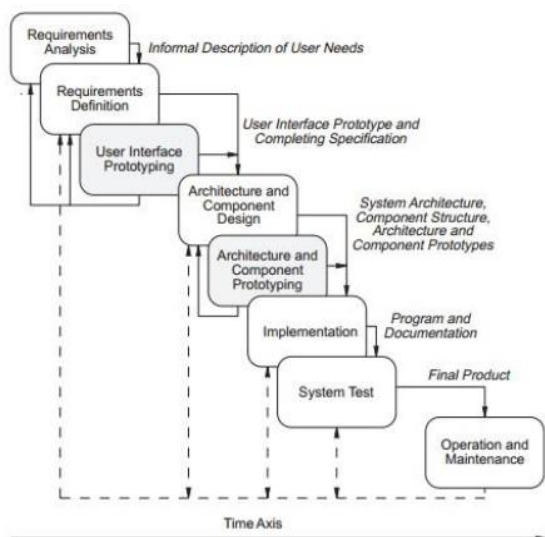 Requirements
Analysis
Informal Description of User Needs
Requirements
Definition
User Interface Prototype and
Completing Specification
User Interface
Prototyping
Architecture and
Component
Design
System Architecture,
Component Structure,
Architecture and
Component Prototypes
Architecture and
Component
Prototyping
Implementation
Program and
Documentation
System Test
Final Product
Operation and
Maintenance
Time Axis